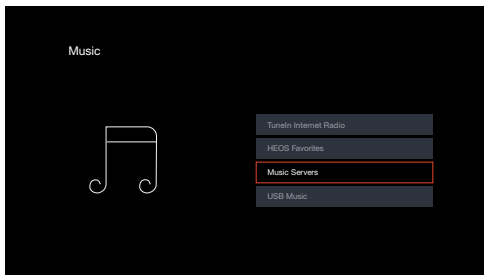 Music
TuneIn Internet Radio
HEOS Favorites
Music Servers
USB Music